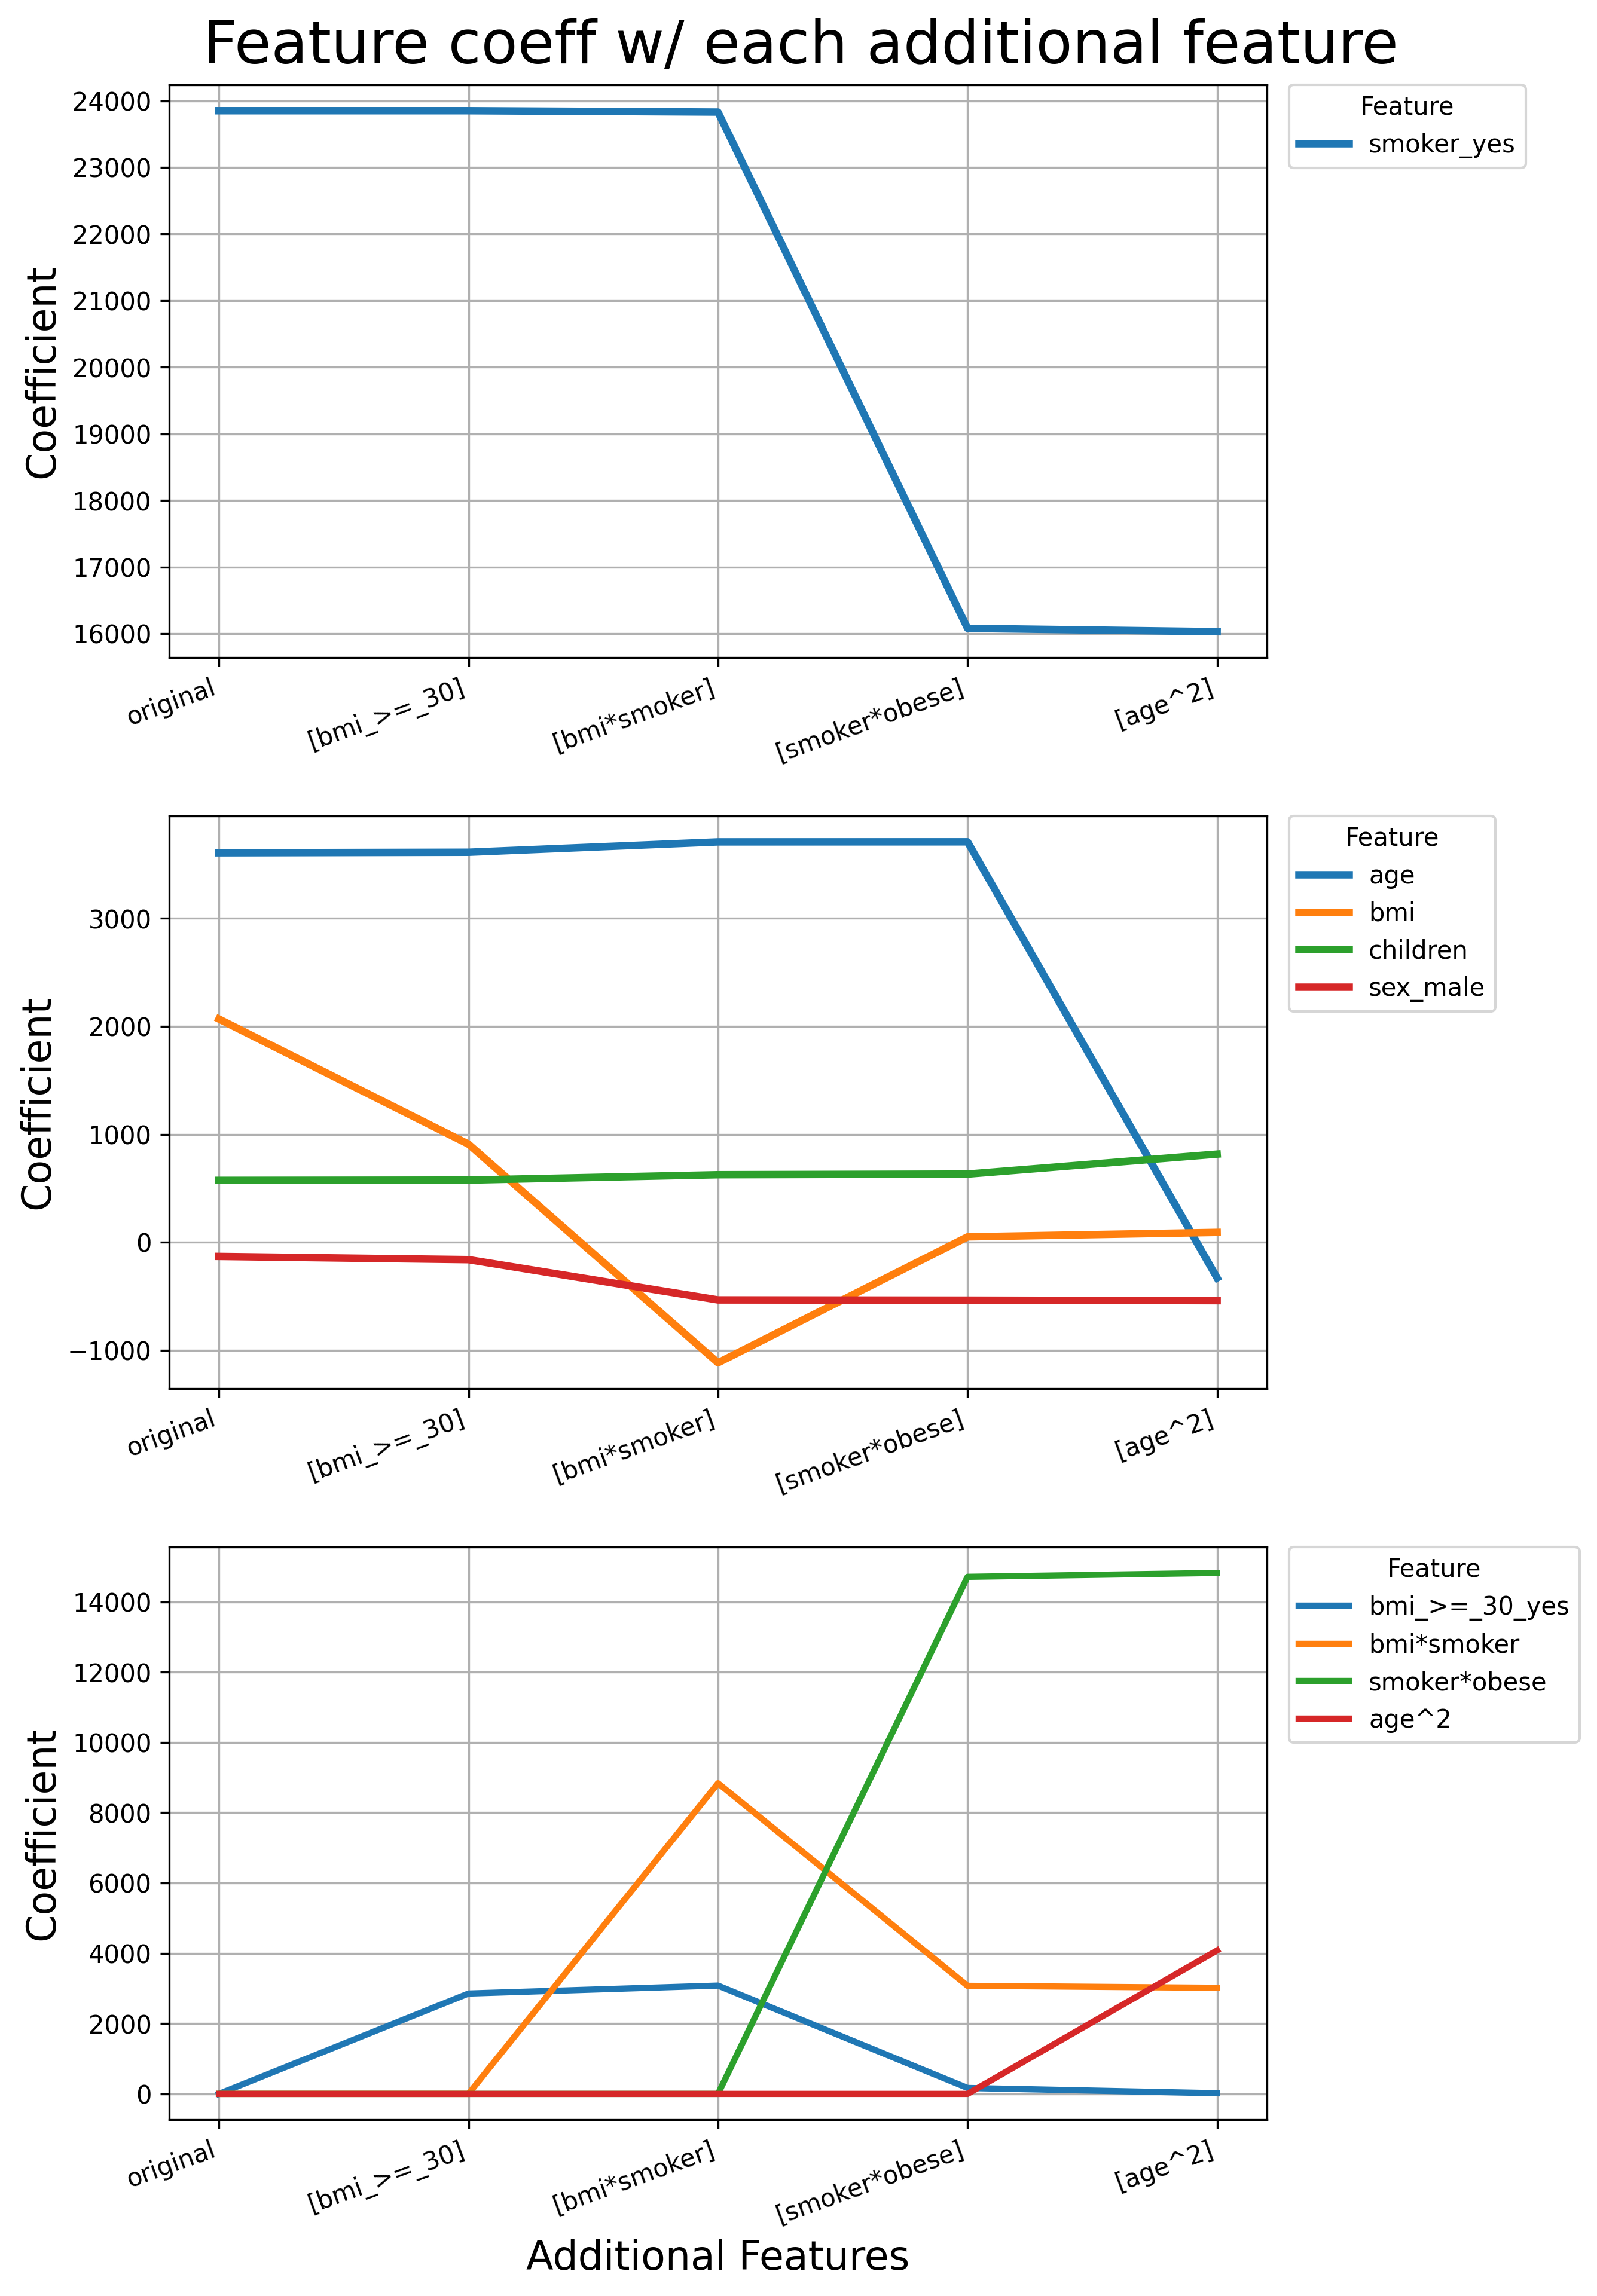 Feature coeff w/ each additional feature
24000
23000
22000
21000
20000
19000
18000
17000
16000
Coefficient
original
[bmi_>=_30]
[bmi*smoker]
[smoker*obese]
[age^2]
Feature
smoker_yes
3000
2000
1000
0
−1000
Coefficient
original
[bmi_>=_30]
[bmi*smoker]
[smoker*obese]
[age^2]
Feature
age
bmi
children
sex_male
14000
12000
10000
8000
6000
4000
2000
0
Coefficient
original
[bmi_>=_30]
[bmi*smoker]
[smoker*obese]
[age^2]
Additional Features
Feature
bmi_>=_30_yes
bmi*smoker
smoker*obese
age^2